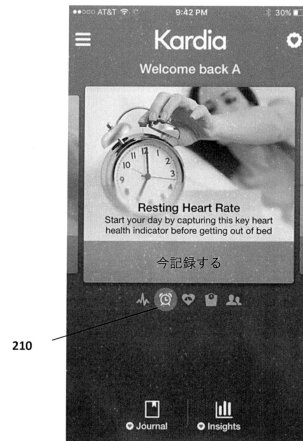 ●●○○○ AT&T 9:42 PM 30%
Kardia
Welcome back A
Resting Heart Rate
Start your day by capturing this key heart
health indicator before getting out of bed
今記録する
210
Journal
Insights